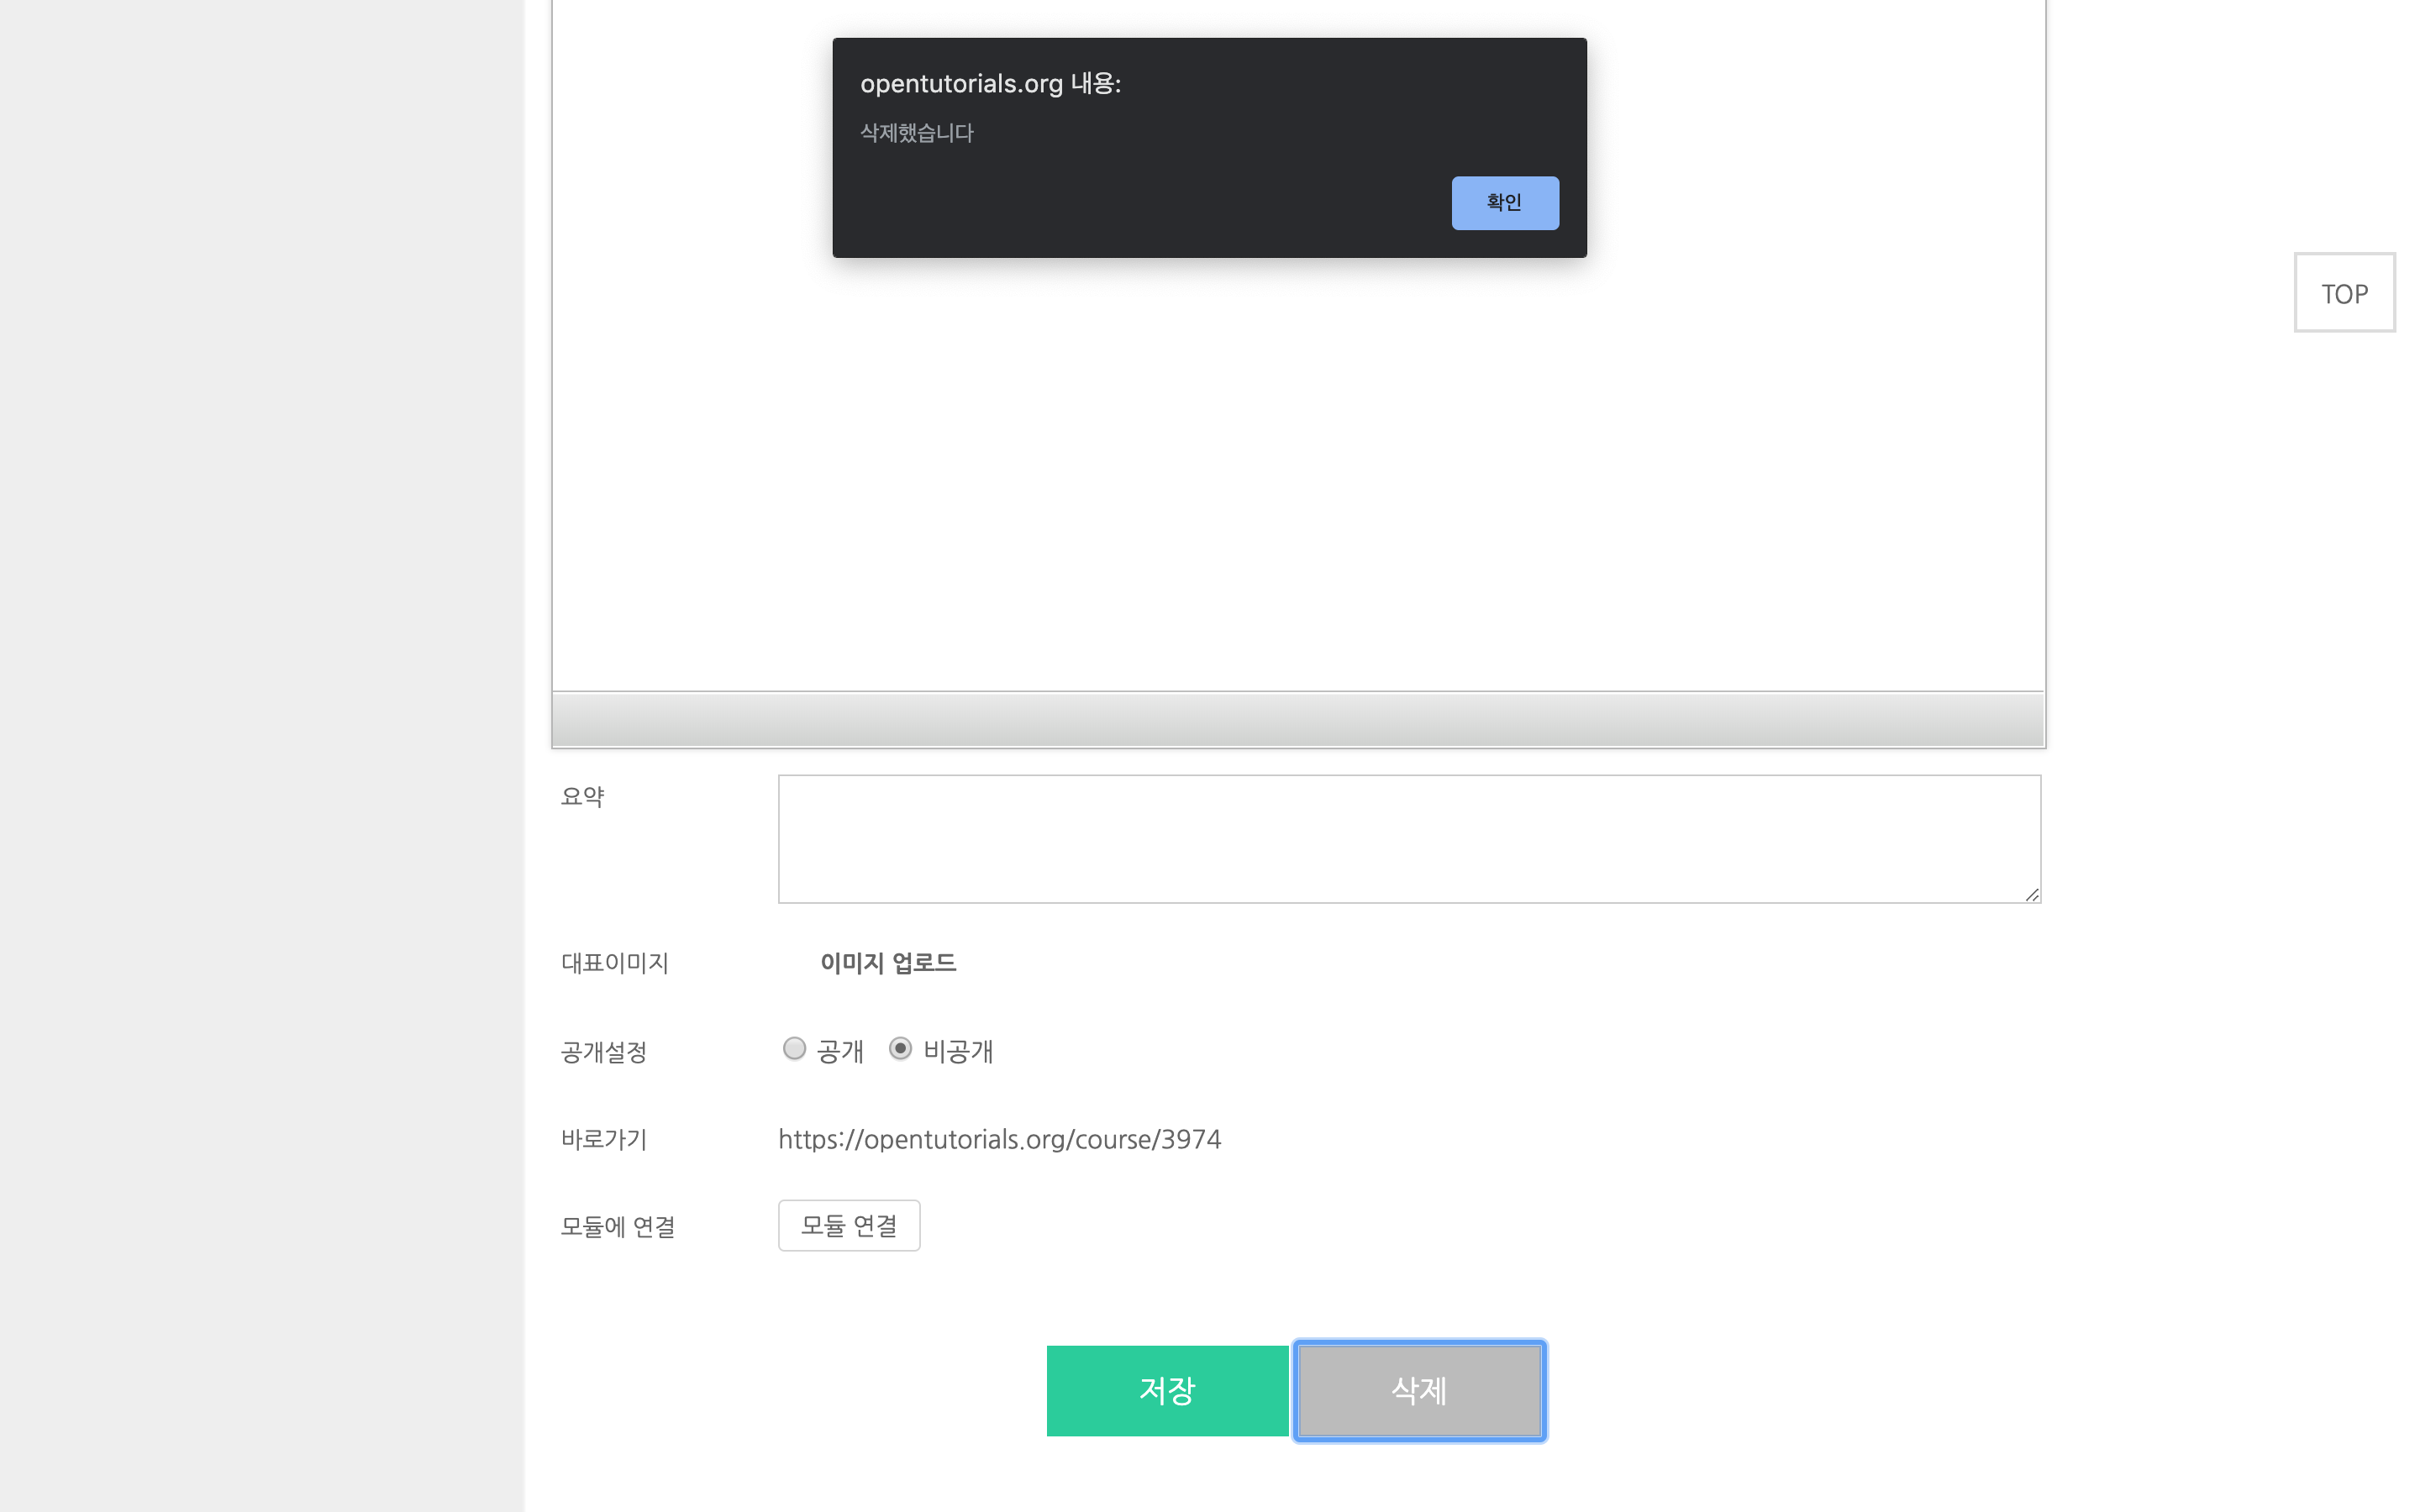 opentutorials.org 내용:
삭제했습니다
확인
TOP
요약
대표이미지 이미지 업로드
공개설정 공개 비공개
바로가기 https://opentutorials.org/course/3974
모듈에 연결 모듈 연결
저장 삭제